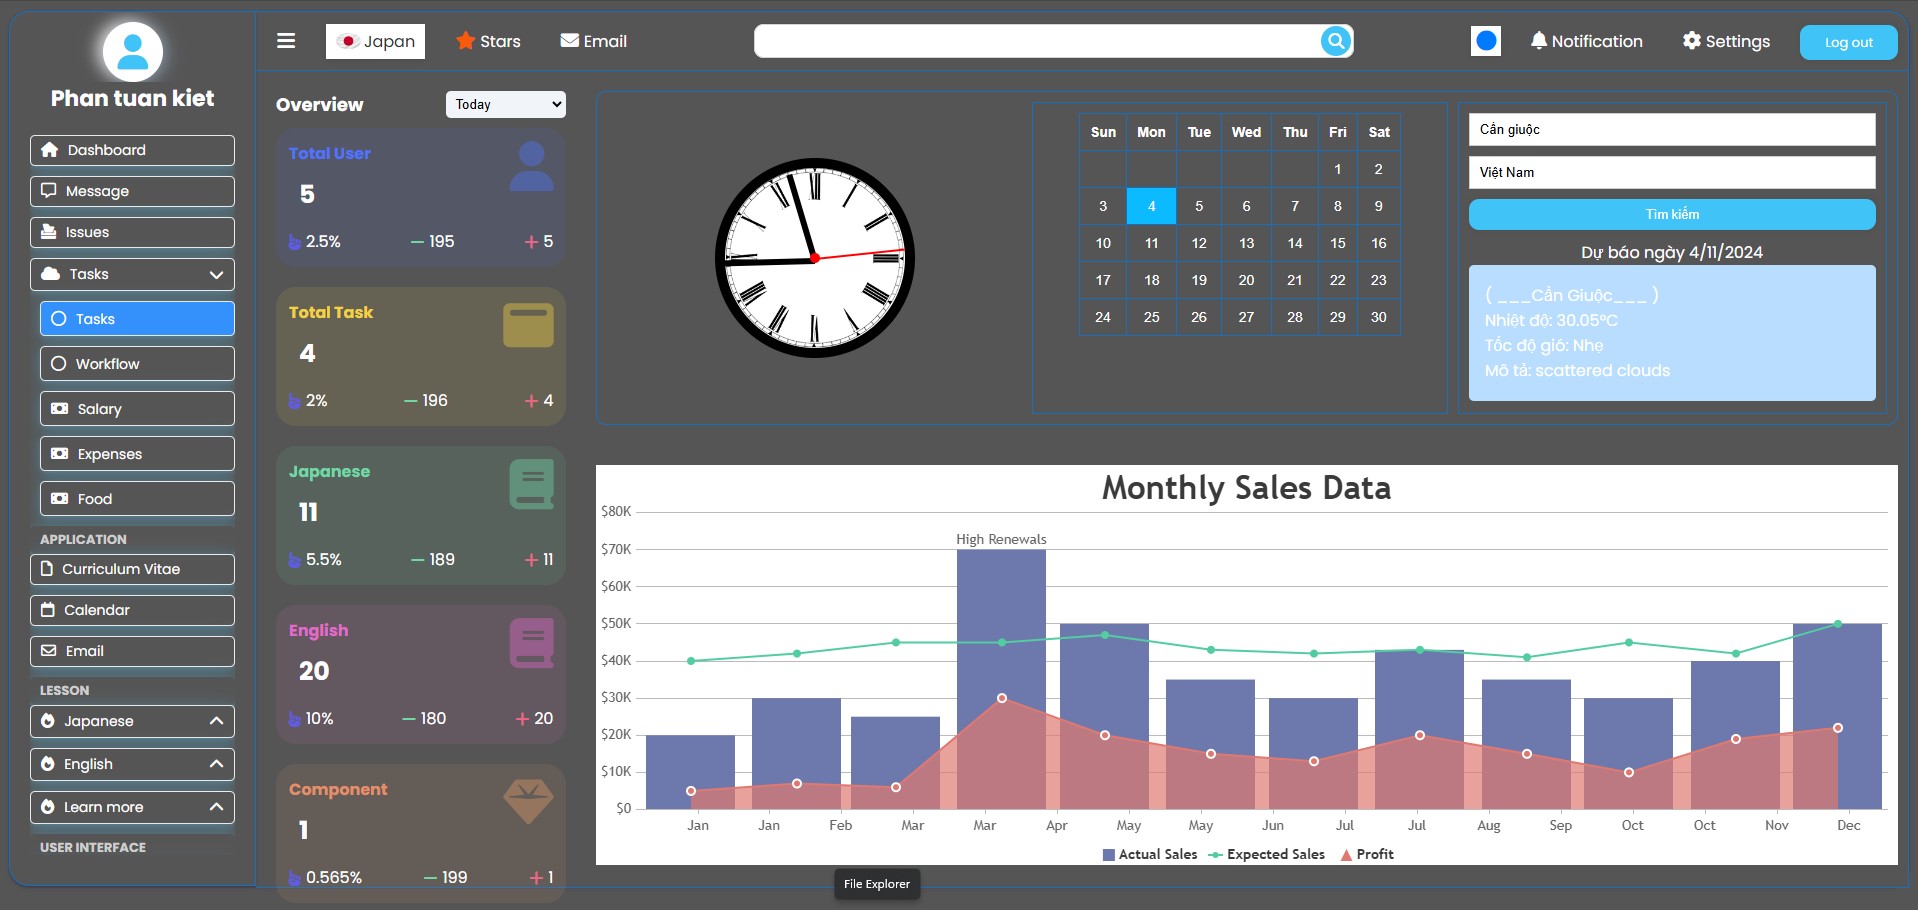 Phan tuan kiet
Dashboard
Message
Issues
Tasks
Tasks
Workflow
Salary
Expenses
Food
APPLICATION
Curriculum Vitae
Calendar
Email
LESSON
Japanese
English
Learn more
USER INTERFACE
Japan
Stars
Email
Notification
Settings
Log out
Overview
Today
Total User
5
2.5%
195
5
Total Task
4
2%
196
4
Japanese
11
5.5%
189
11
English
20
10%
180
20
Component
1
0.565%
199
1
Sun Mon Tue Wed Thu Fri Sat
1 2
3 4 5 6 7 8 9
10 11 12 13 14 15 16
17 18 19 20 21 22 23
24 25 26 27 28 29 30
Cần giuộc
Việt Nam
Tìm kiếm
Dự báo ngày 4/11/2024
( ___Cần Giuộc___ )
Nhiệt độ: 30.05°C
Tốc độ gió: Nhẹ
Mô tả: scattered clouds
Monthly Sales Data
$80K
$70K
$60K
$50K
$40K
$30K
$20K
$10K
$0
High Renewals
Jan Jan Feb Mar Mar Apr May May Jun Jul Jul Aug Sep Oct Oct Nov Dec
Actual Sales Expected Sales Profit
File Explorer